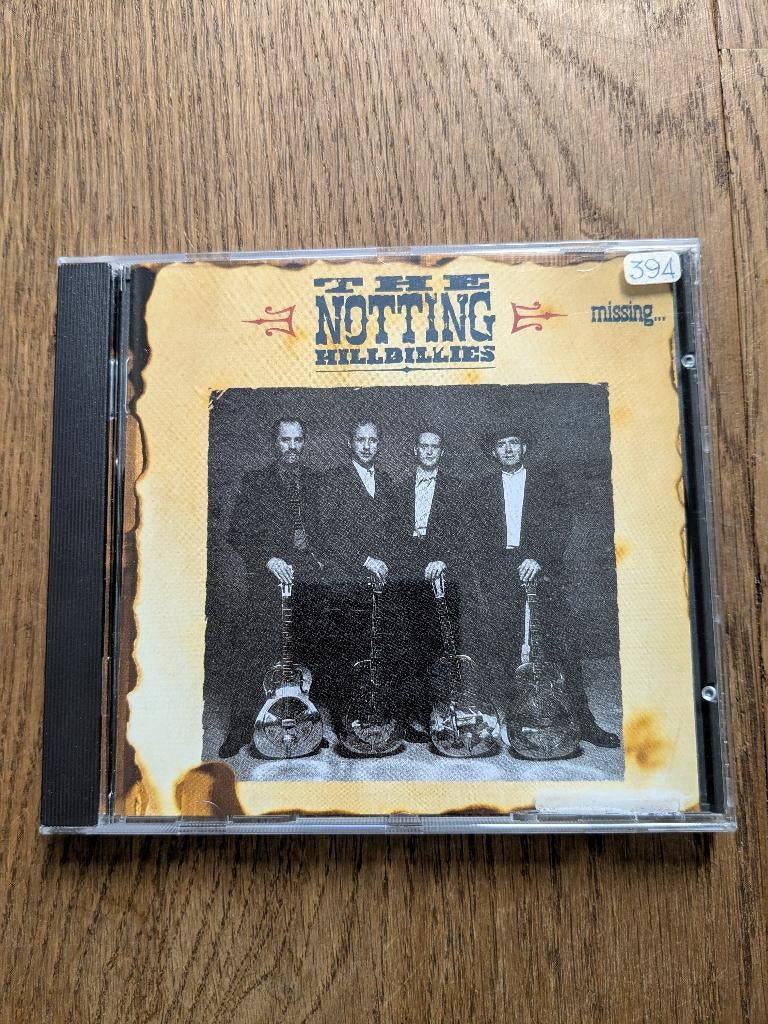 394
THE
NOTTING
HILLBILLIES
missing...